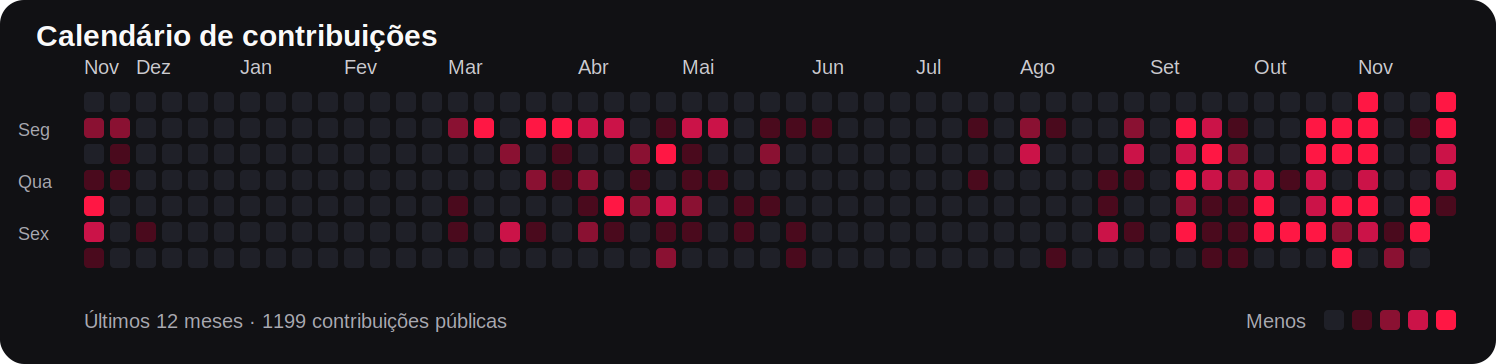 Calendário de contribuições
Nov Dez Jan Fev Mar Abr Mai Jun Jul Ago Set Out Nov
Seg
Qua
Sex
Últimos 12 meses · 1199 contribuições públicas
Menos